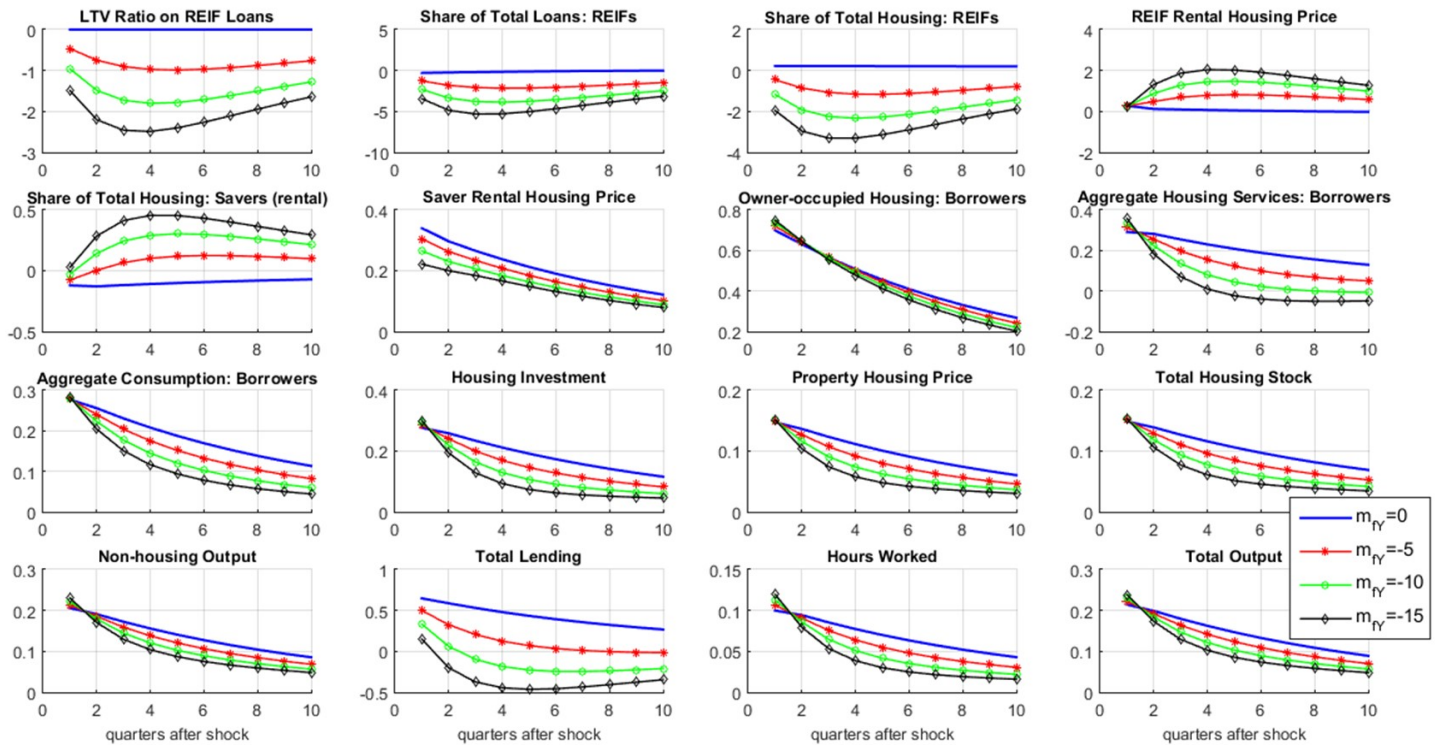 LTV Ratio on REIF Loans
0
-1
-2
-3
0 2 4 6 8 10
Share of Total Loans: REIFs
5
0
-5
-10
0 2 4 6 8 10
Share of Total Housing: REIFs
2
0
-2
-4
0 2 4 6 8 10
REIF Rental Housing Price
4
2
0
-2
0 2 4 6 8 10
Share of Total Housing: Savers (rental)
0.5
0
-0.5
0 2 4 6 8 10
Saver Rental Housing Price
0.4
0.2
0
0 2 4 6 8 10
Owner-occupied Housing: Borrowers
0.8
0.6
0.4
0.2
0 2 4 6 8 10
Aggregate Housing Services: Borrowers
0.4
0.2
0
-0.2
0 2 4 6 8 10
Aggregate Consumption: Borrowers
0.3
0.2
0.1
0
0 2 4 6 8 10
Housing Investment
0.4
0.2
0
0 2 4 6 8 10
Property Housing Price
0.2
0.1
0
0 2 4 6 8 10
Total Housing Stock
0.2
0.1
0
0 2 4 6 8 10
Non-housing Output
0.3
0.2
0.1
0
0 2 4 6 8 10
quarters after shock
Total Lending
1
0.5
0
-0.5
0 2 4 6 8 10
quarters after shock
Hours Worked
0.15
0.1
0.05
0
0 2 4 6 8 10
quarters after shock
Total Output
0.3
0.2
0.1
0
0 2 4 6 8 10
quarters after shock
m_fY=0
m_fY=-5
m_fY=-10
m_fY=-15